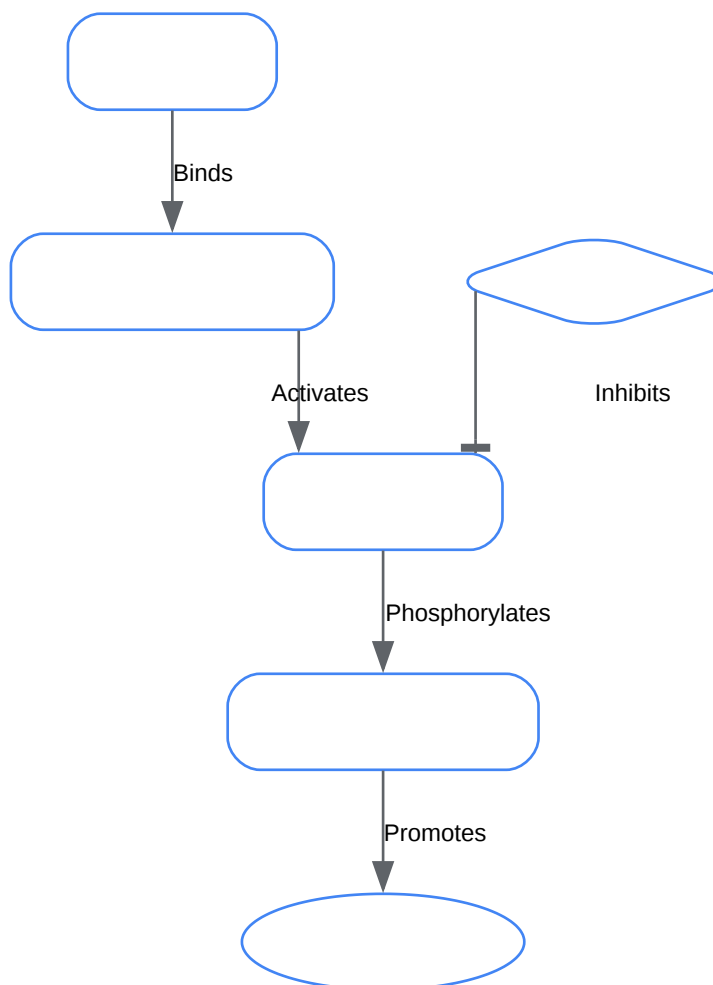 Binds
Activates
Inhibits
Phosphorylates
Promotes